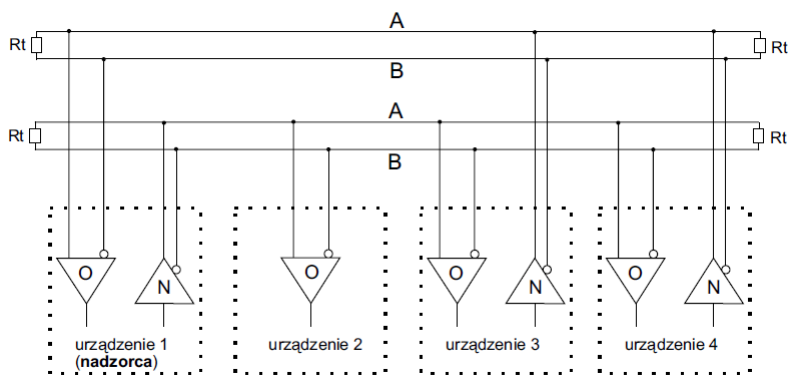 A
Rt
Rt
B
A
Rt
Rt
B
O
N
O
O
N
O
N
urządzenie 1
(nadzorca)
urządzenie 2
urządzenie 3
urządzenie 4